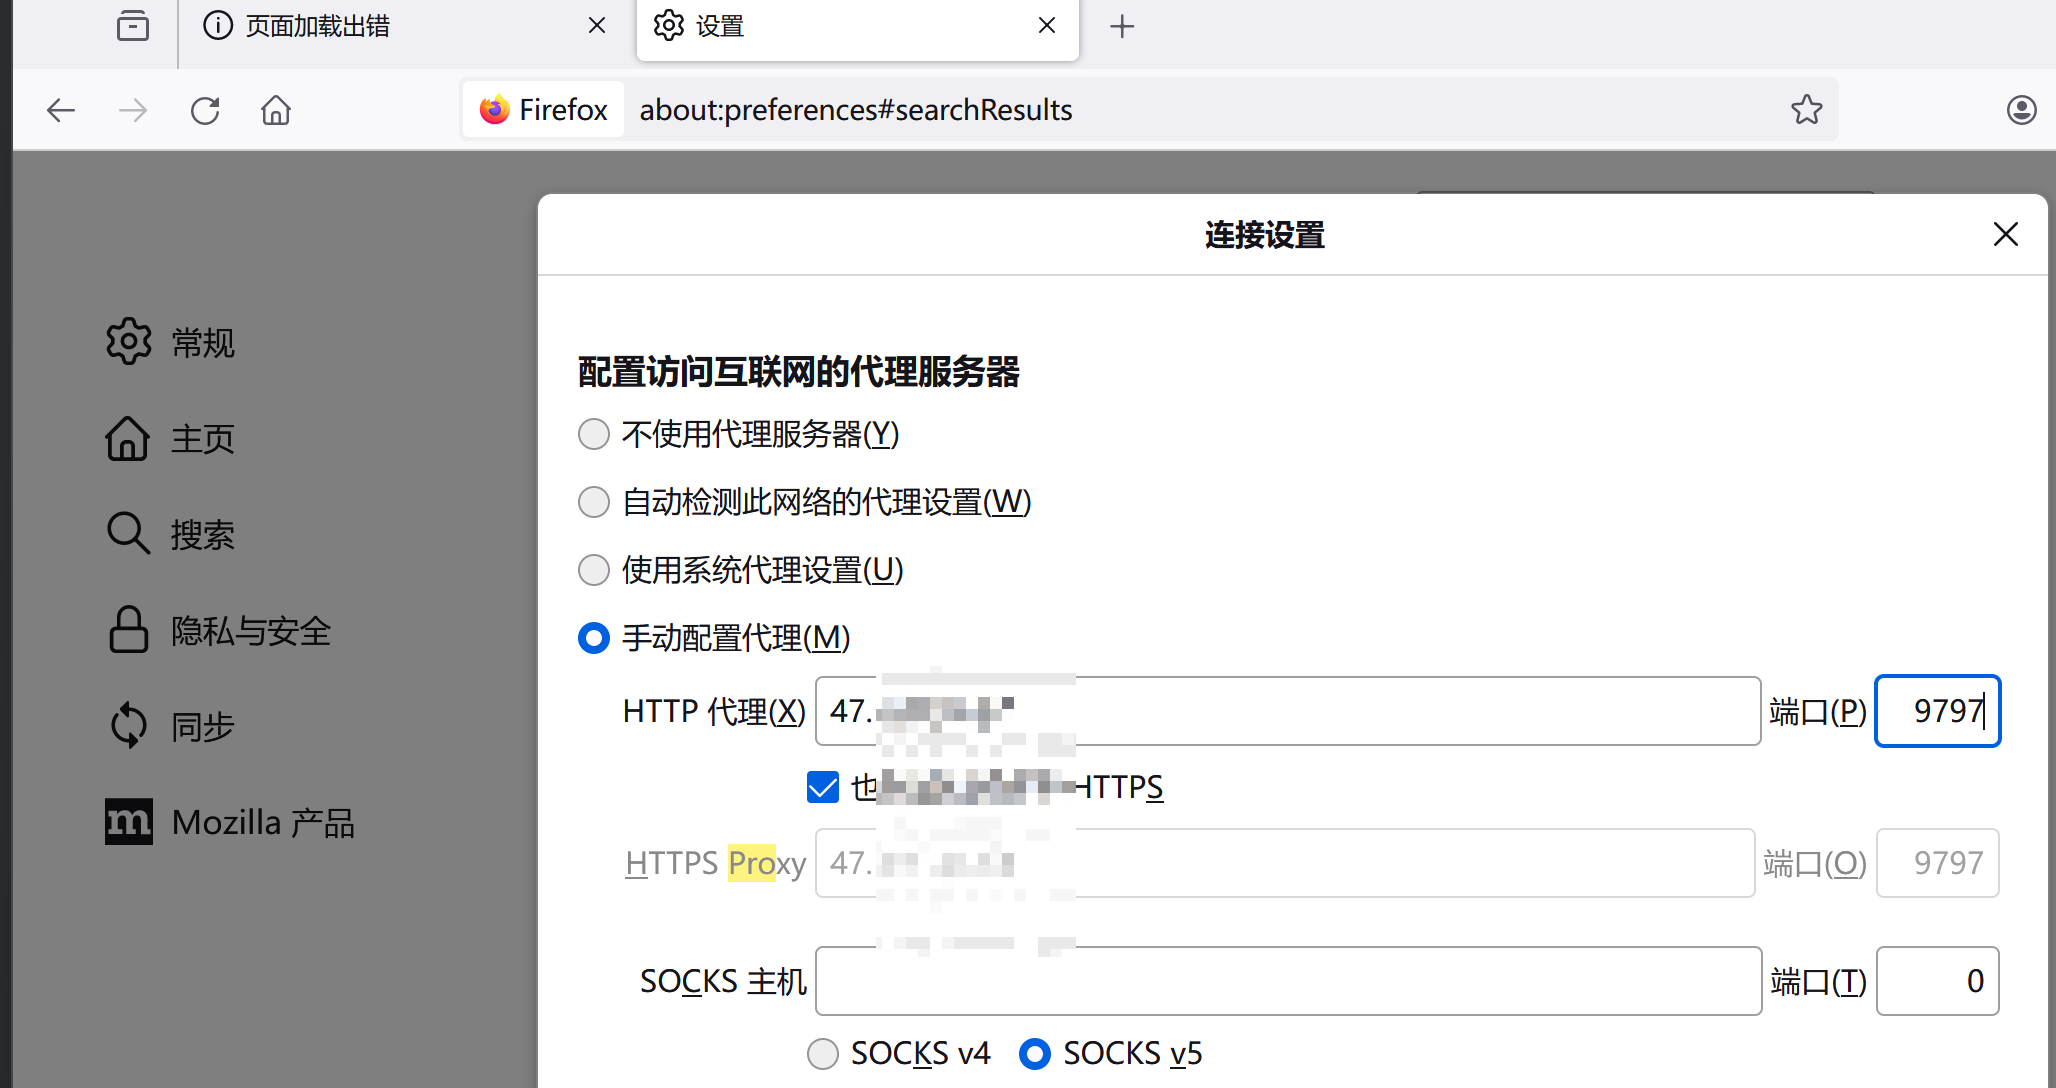 页面加载出错
设置
Firefox about:preferences#searchResults
连接设置
常规
主页
搜索
隐私与安全
同步
Mozilla 产品
配置访问互联网的代理服务器
不使用代理服务器(Y)
自动检测此网络的代理设置(W)
使用系统代理设置(U)
手动配置代理(M)
HTTP 代理(X) 47. 端口(P) 9797
也 HTTPS
HTTPS Proxy 47. 端口(O) 9797
SOCKS 主机 端口(T) 0
SOCKS v4 SOCKS v5